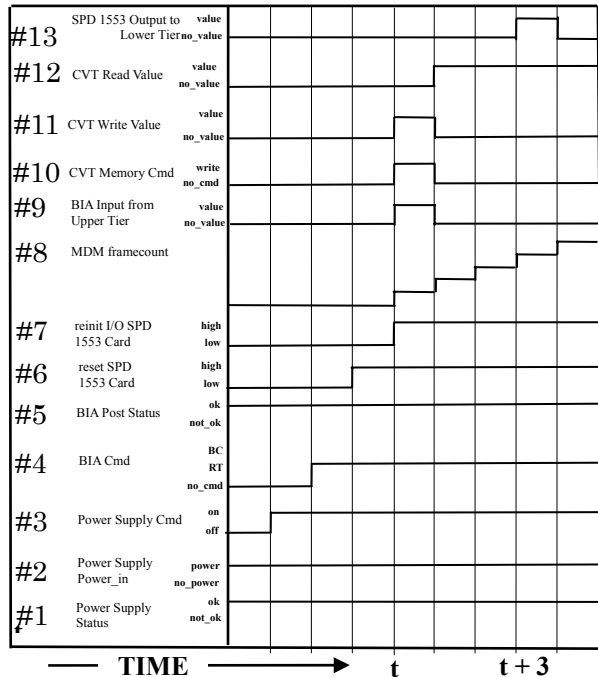 #13 SPD 1553 Output to value
Lower Tier no_value
#12 CVT Read Value value
no_value
#11 CVT Write Value value
no_value
#10 CVT Memory Cmd write
no_cmd
#9 BIA Input from value
Upper Tier no_value
#8 MDM framecount
#7 reinit I/O SPD high
1553 Card low
#6 reset SPD high
1553 Card low
#5 BIA Post Status ok
not_ok
#4 BIA Cmd BC
RT
no_cmd
#3 Power Supply Cmd on
off
#2 Power Supply power
Power_in no_power
#1 Power Supply ok
Status not_ok
TIME t t + 3